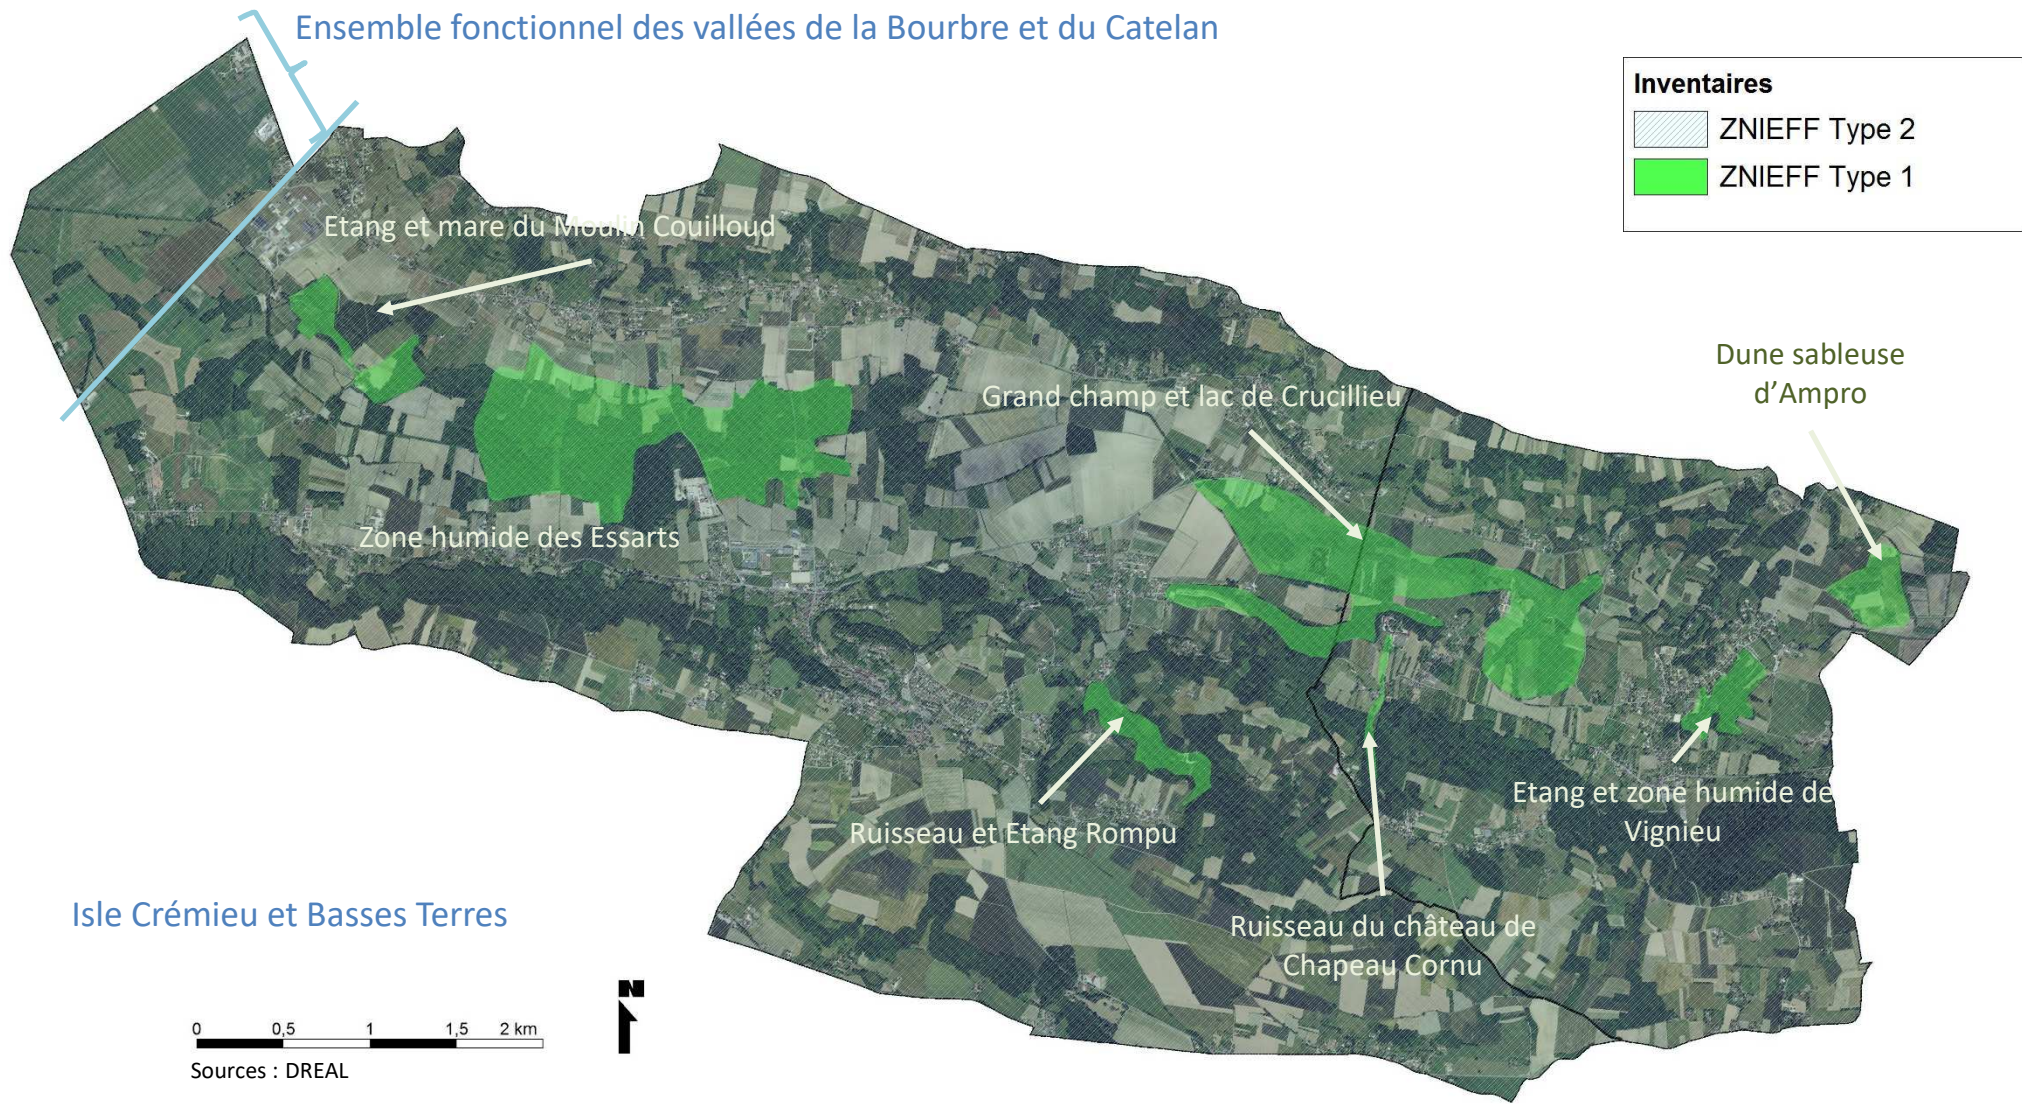 Ensemble fonctionnel des vallées de la Bourbre et du Catelan
Inventaires
ZNIEFF Type 2
ZNIEFF Type 1
Etang et mare du Moulin Couilloud
Dune sableuse
d’Ampro
Grand champ et lac de Crucillieu
Zone humide des Essarts
Etang et zone humide de
Vignieu
Ruisseau et Etang Rompu
Ruisseau du château de
Chapeau Cornu
Isle Crémieu et Basses Terres
N
0 0,5 1 1,5 2 km
Sources : DREAL